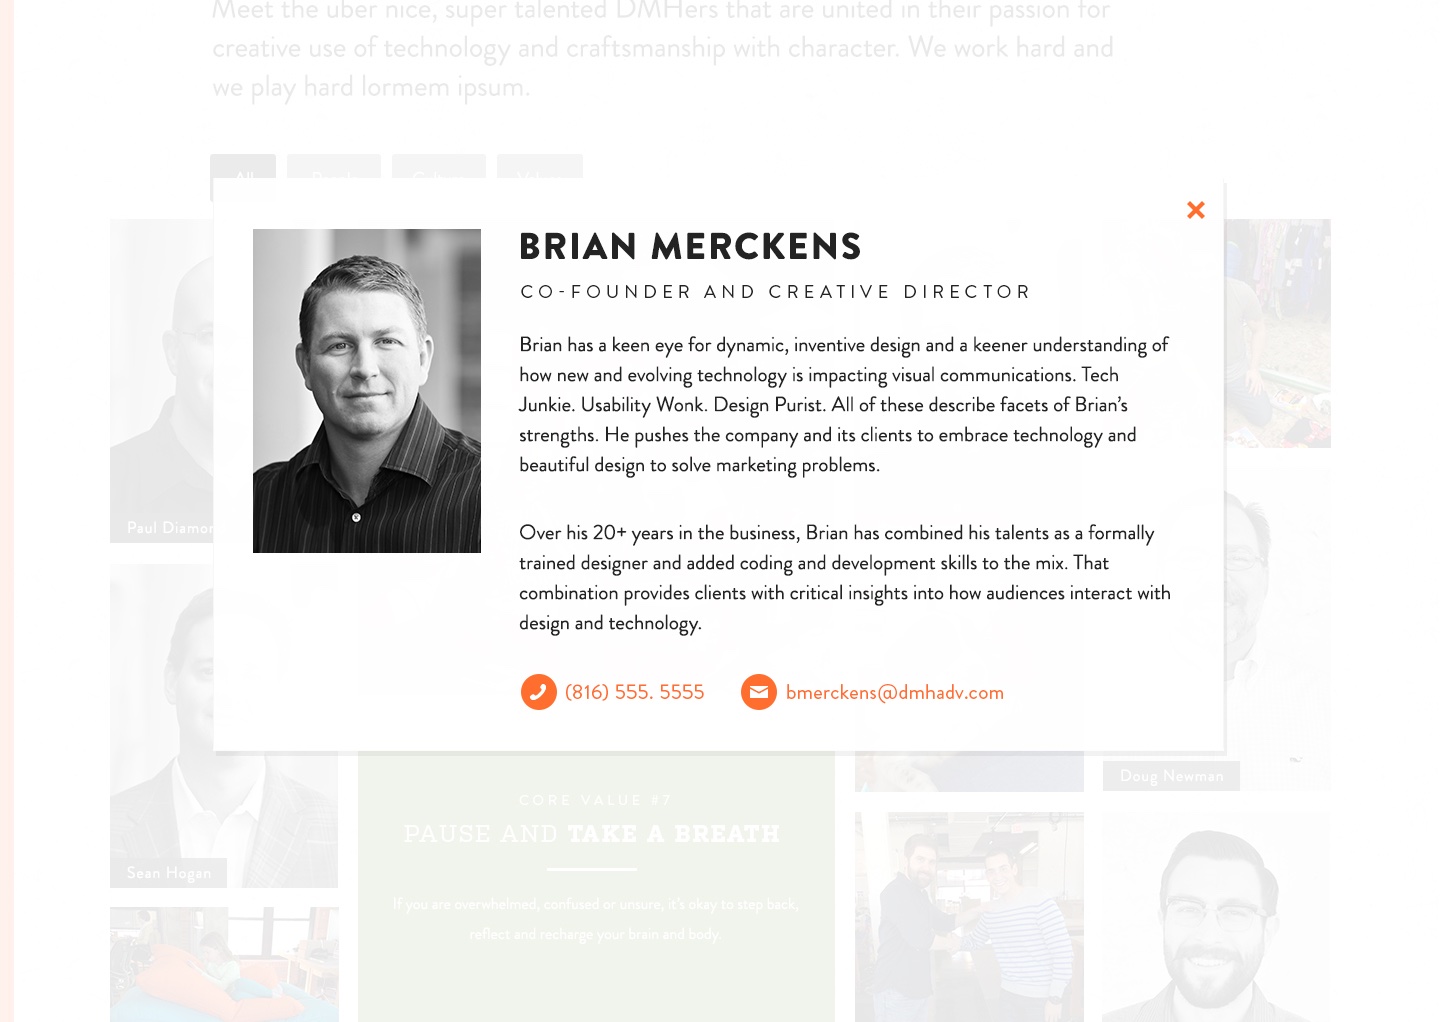 Meet the uber nice, super talented DMHers that are united in their passion for
creative use of technology and craftsmanship with character. We work hard and
we play hard lormem ipsum.
All
BRIAN MERCKENS
CO-FOUNDER AND CREATIVE DIRECTOR
Brian has a keen eye for dynamic, inventive design and a keener understanding of
how new and evolving technology is impacting visual communications. Tech
Junkie. Usability Wonk. Design Purist. All of these describe facets of Brian’s
strengths. He pushes the company and its clients to embrace technology and
beautiful design to solve marketing problems.
Over his 20+ years in the business, Brian has combined his talents as a formally
trained designer and added coding and development skills to the mix. That
combination provides clients with critical insights into how audiences interact with
design and technology.
(816) 555. 5555
bmerckens@dmhadv.com
Paul
Doug Newman
CORE VALUE #7
PAUSE AND TAKE A BREATH
If you are overwhelmed, confused or unsure, it’s okay to step back,
reflect and recharge your brain and body.
Sean Hogan